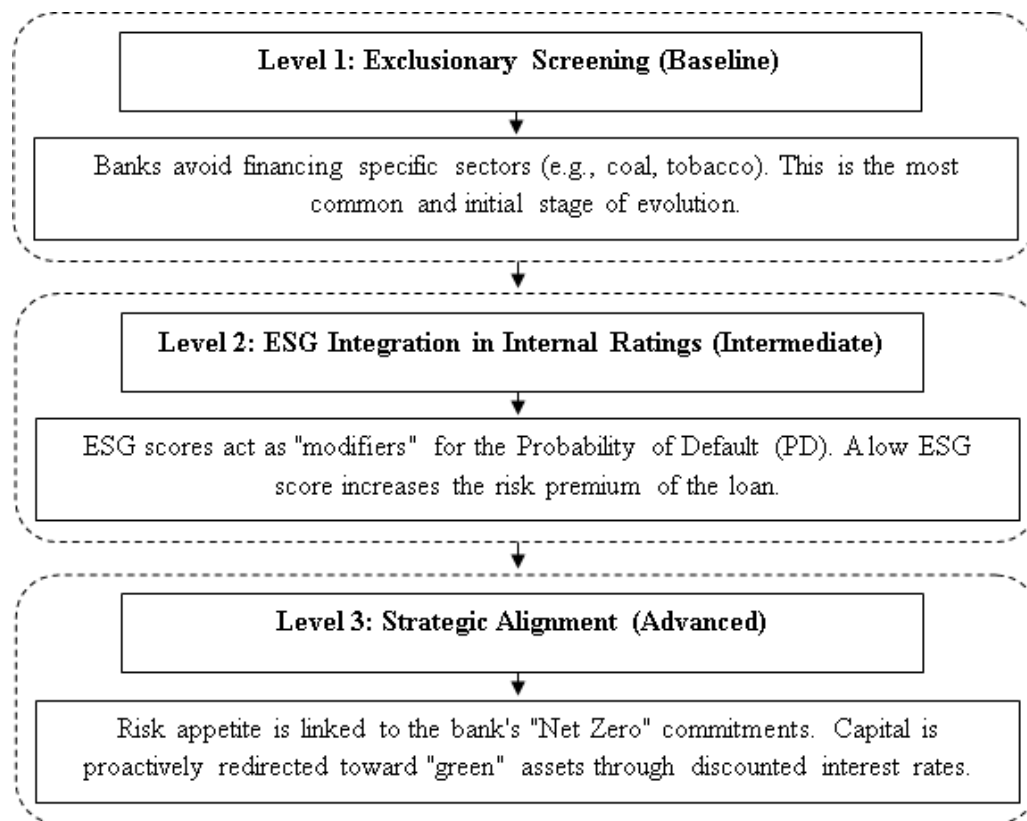 Level 1: Exclusionary Screening (Baseline)
Banks avoid financing specific sectors (e.g., coal, tobacco). This is the most
common and initial stage of evolution.
Level 2: ESG Integration in Internal Ratings (Intermediate)
ESG scores act as "modifiers" for the Probability of Default (PD). A low ESG
score increases the risk premium of the loan.
Level 3: Strategic Alignment (Advanced)
Risk appetite is linked to the bank's "Net Zero" commitments. Capital is
proactively redirected toward "green" assets through discounted interest rates.